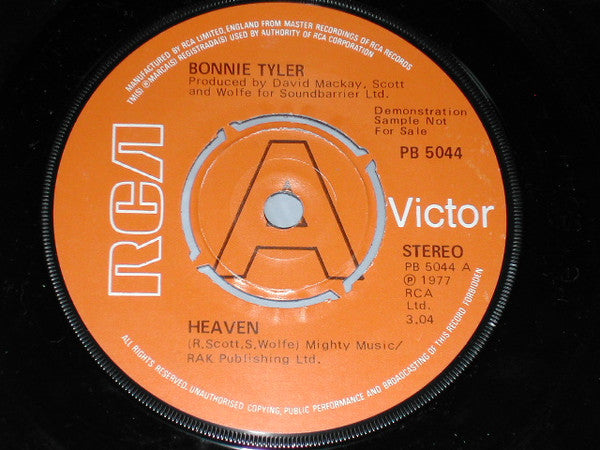 MANUFACTURED BY RCA LIMITED, ENGLAND FROM MASTER RECORDINGS OF RCA RECORDS
TM(S) ® MARCA(S) REGISTRADA(S) USED BY AUTHORITY OF RCA CORPORATION
BONNIE TYLER
Produced by David Mackay, Scott
and Wolfe for Soundbarrier Ltd.
Demonstration
Sample Not
For Sale
PB 5044
RCA
A
Victor
STEREO
PB 5044 A
℗ 1977
RCA
Ltd.
3.04
HEAVEN
(R,Scott,S,Wolfe) Mighty Music/
RAK Publishing Ltd.
ALL RIGHTS RESERVED. UNAUTHORISED COPYING, PUBLIC PERFORMANCE AND BROADCASTING OF THIS RECORD FORBIDDEN